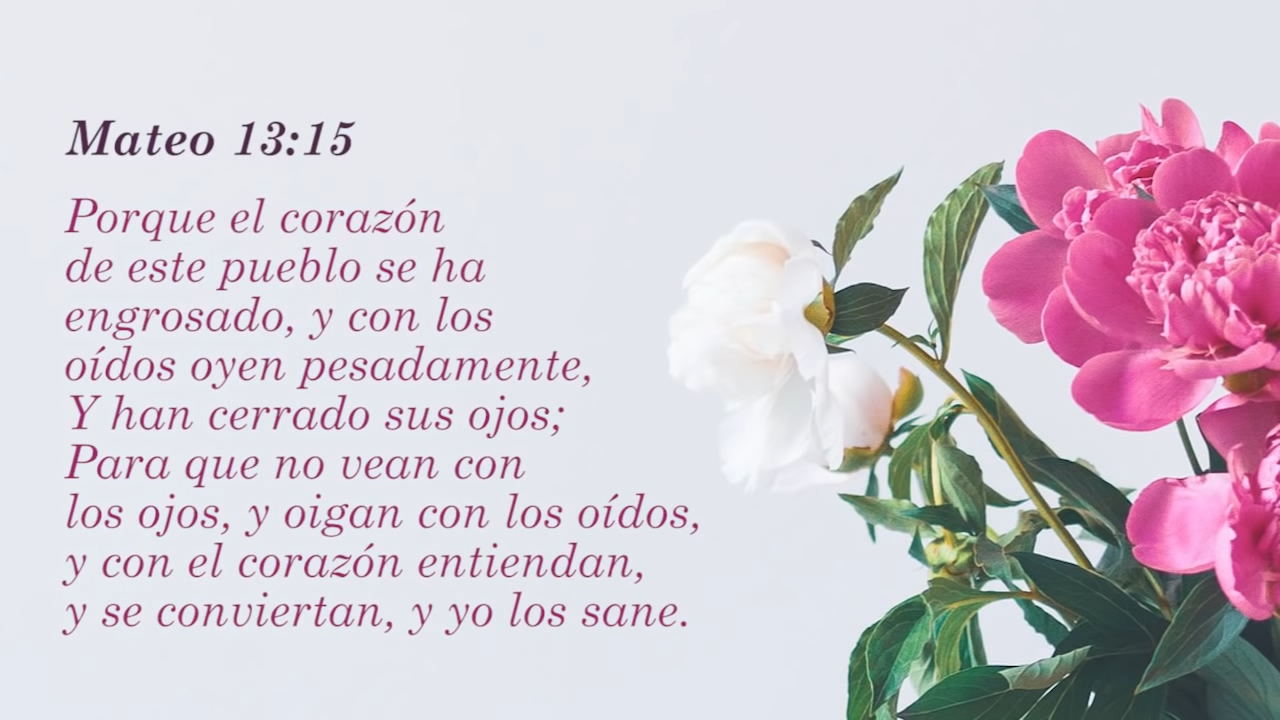 Mateo 13:15
Porque el corazón
de este pueblo se ha
engrosado, y con los
oídos oyen pesadamente,
Y han cerrado sus ojos;
Para que no vean con
los ojos, y oigan con los oídos,
y con el corazón entiendan,
y se conviertan, y yo los sane.